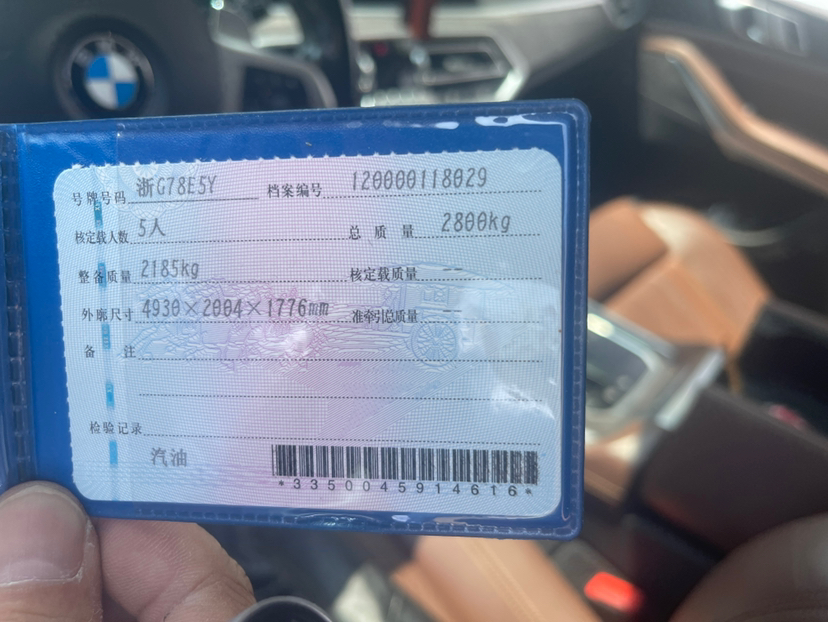 号牌号码 浙G78E5Y 档案编号 120000118029
核定载人数 5人 总质量 2800kg
整备质量 2185kg 核定载质量 --
外廓尺寸 4930×2004×1776mm 准牵引总质量 --
备注
检验记录
汽油
*3350045914616*